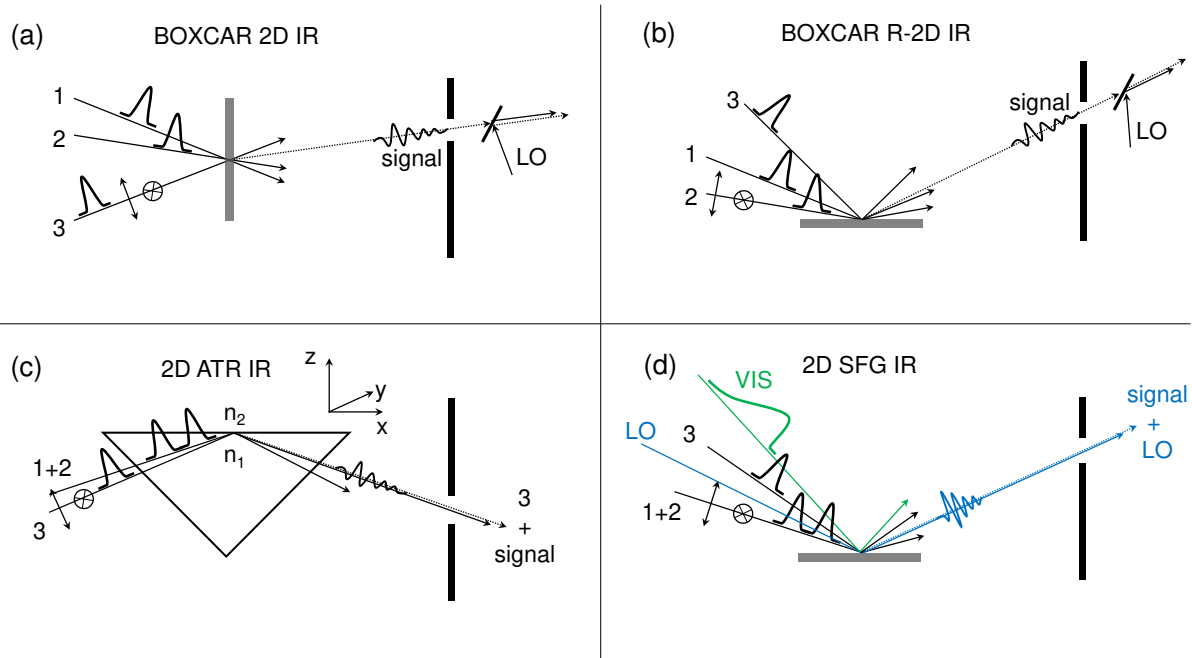 (a)
BOXCAR 2D IR
1
2
3
signal
LO
(b)
BOXCAR R-2D IR
3
1
2
signal
LO
(c)
2D ATR IR
z
y
x
n2
n1
1+2
3
3
+
signal
(d)
2D SFG IR
VIS
LO
3
1+2
signal
+
LO